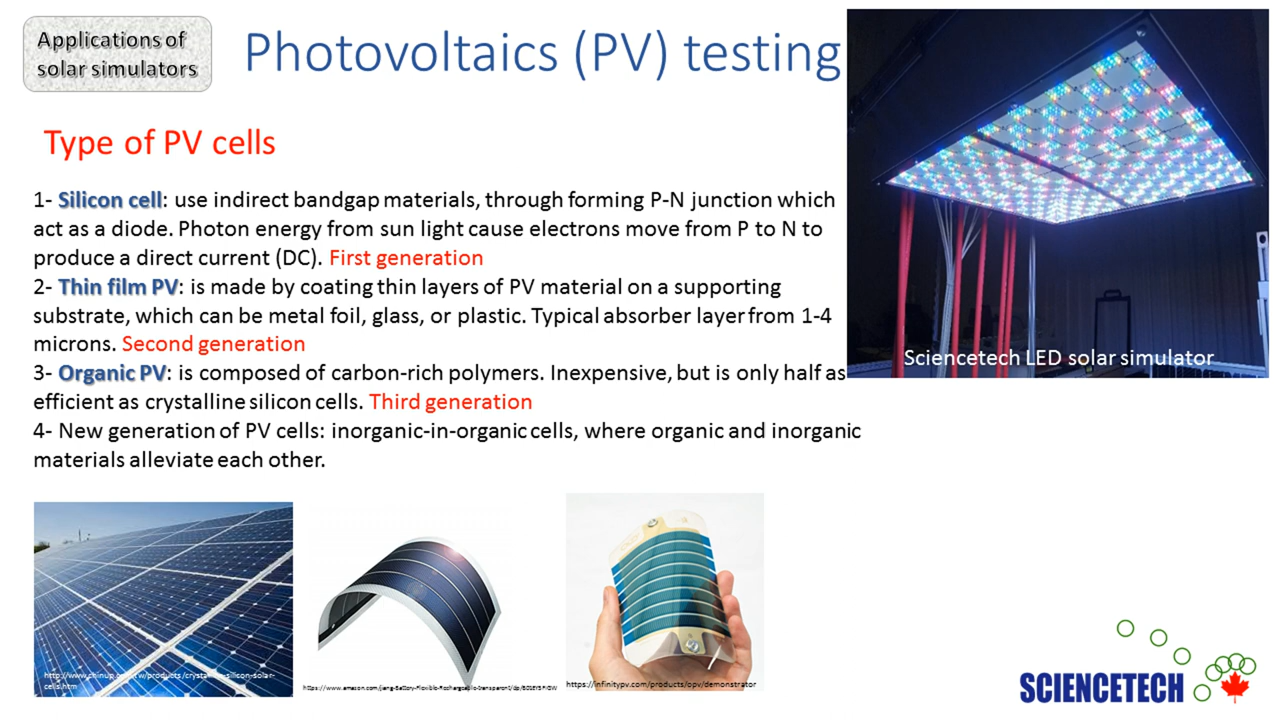 Applications of
solar simulators
Photovoltaics (PV) testing
Type of PV cells
1- Silicon cell: use indirect bandgap materials, through forming P-N junction which
act as a diode. Photon energy from sun light cause electrons move from P to N to
produce a direct current (DC). First generation
2- Thin film PV: is made by coating thin layers of PV material on a supporting
substrate, which can be metal foil, glass, or plastic. Typical absorber layer from 1-4
microns. Second generation
3- Organic PV: is composed of carbon-rich polymers. Inexpensive, but is only half as
efficient as crystalline silicon cells. Third generation
4- New generation of PV cells: inorganic-in-organic cells, where organic and inorganic
materials alleviate each other.
Sciencetech LED solar simulator
https://infinitypv.com/products/opv/demonstrator
SCIENCETECH